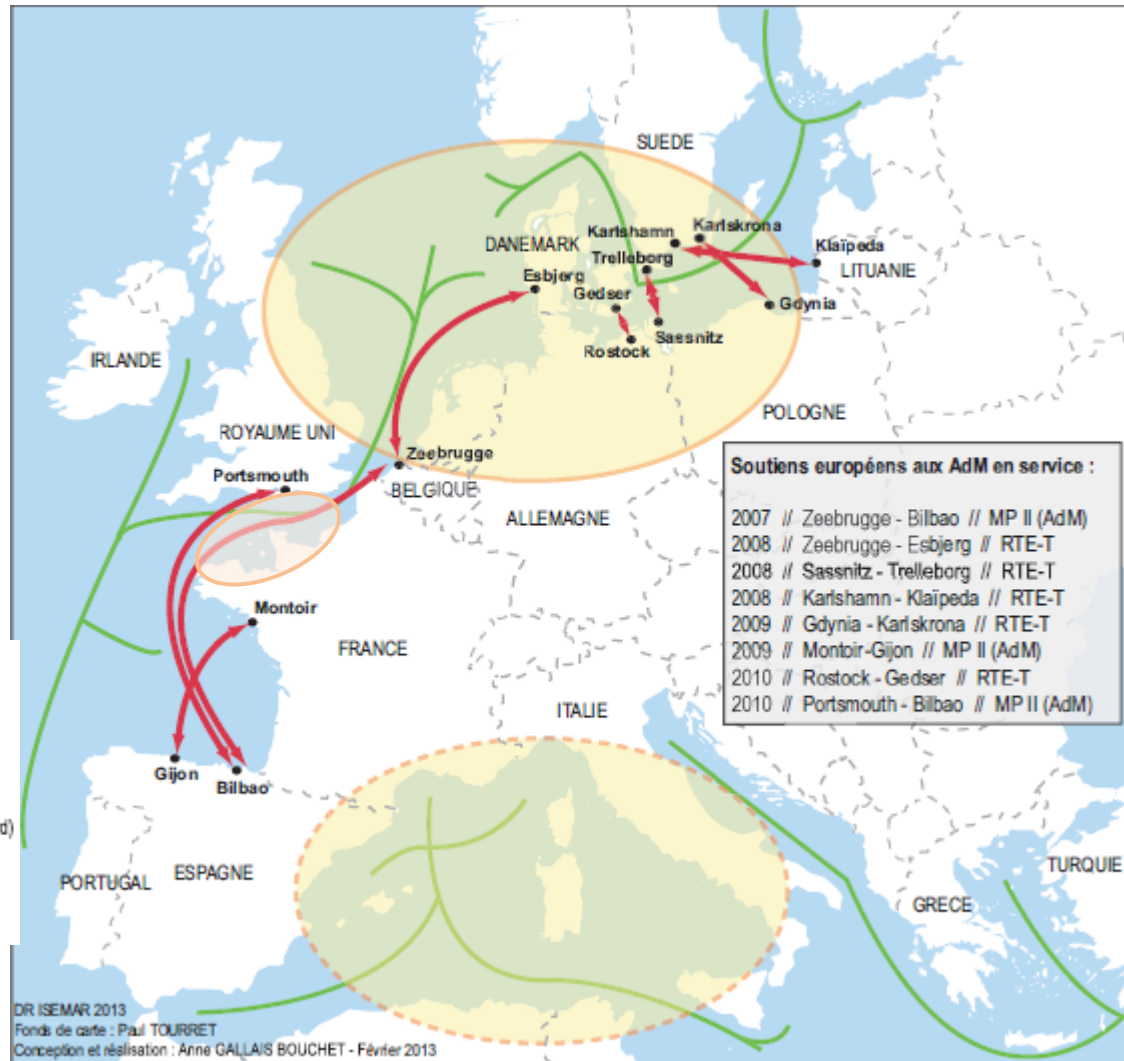 SUEDE
Karlskrona
Karlshamn
DANEMARK
Klaïpeda
Trelleborg
LITUANIE
Esbjerg
Gedser
Gdynia
Sassnitz
Rostock
IRLANDE
POLOGNE
ROYAUME UNI
Zeebrugge
Portsmouth
BELGIQUE
ALLEMAGNE
Soutiens européens aux AdM en service :
2007 // Zeebrugge - Bilbao // MP II (AdM)
2008 // Zeebrugge - Esbjerg // RTE-T
2008 // Sassnitz - Trelleborg // RTE-T
2008 // Karlshamn - Klaïpeda // RTE-T
2009 // Gdynia - Karlskrona // RTE-T
2009 // Montoir-Gijon // MP II (AdM)
2010 // Rostock - Gedser // RTE-T
2010 // Portsmouth - Bilbao // MP II (AdM)
Montoir
FRANCE
ITALIE
Gijon
Bilbao
d)
TURQUIE
PORTUGAL
ESPAGNE
GRECE
DR ISEMAR 2013
Fonds de carte : Paul TOURRET
Conception et réalisation : Anne GALLAIS BOUCHET - Février 2013